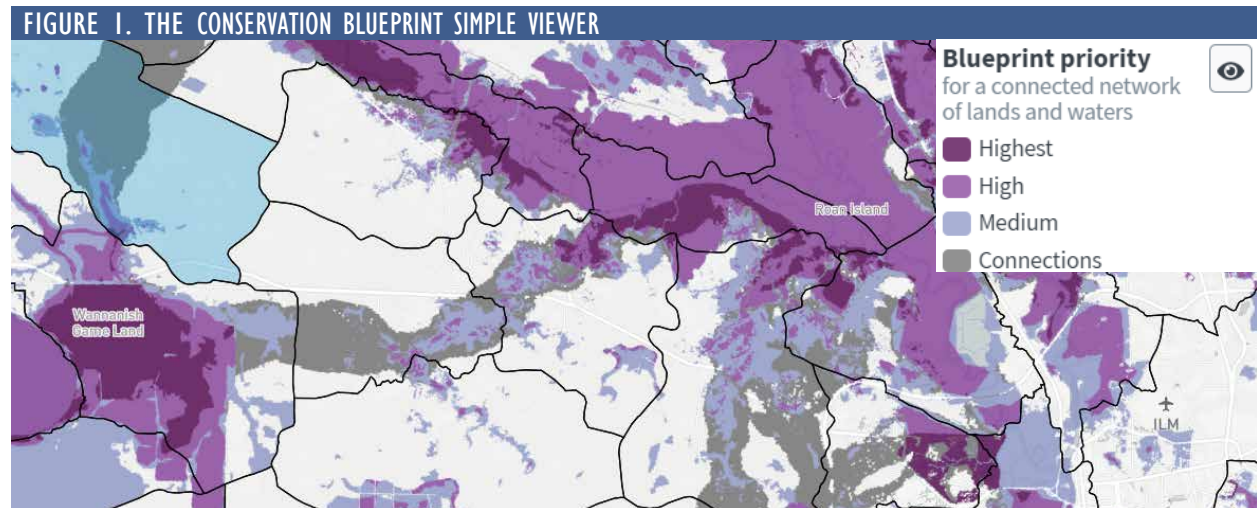 FIGURE 1. THE CONSERVATION BLUEPRINT SIMPLE VIEWER
Blueprint priority
for a connected network
of lands and waters
Highest
High
Medium
Connections
Roan Island
Wannanish
Game Land
ILM